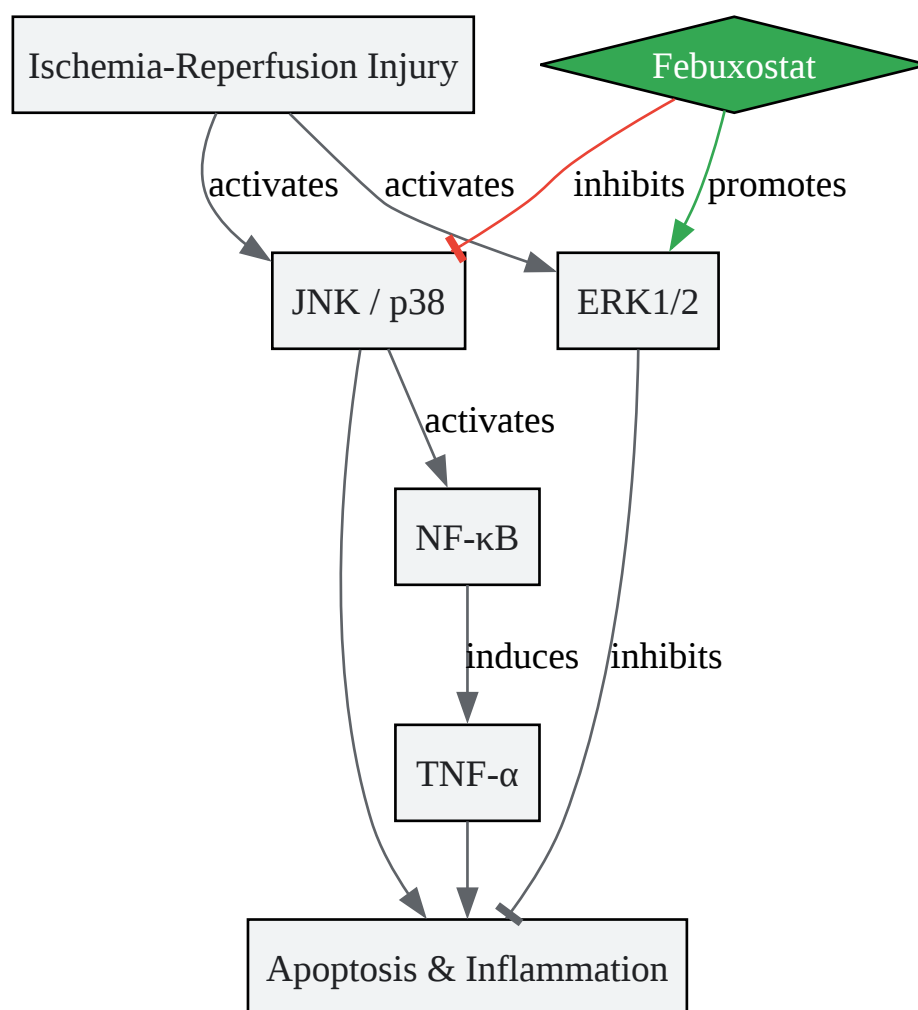 Ischemia-Reperfusion Injury
Febuxostat
activates
activates
inhibits
promotes
JNK / p38
ERK1/2
activates
NF-κB
induces
inhibits
TNF-α
Apoptosis & Inflammation